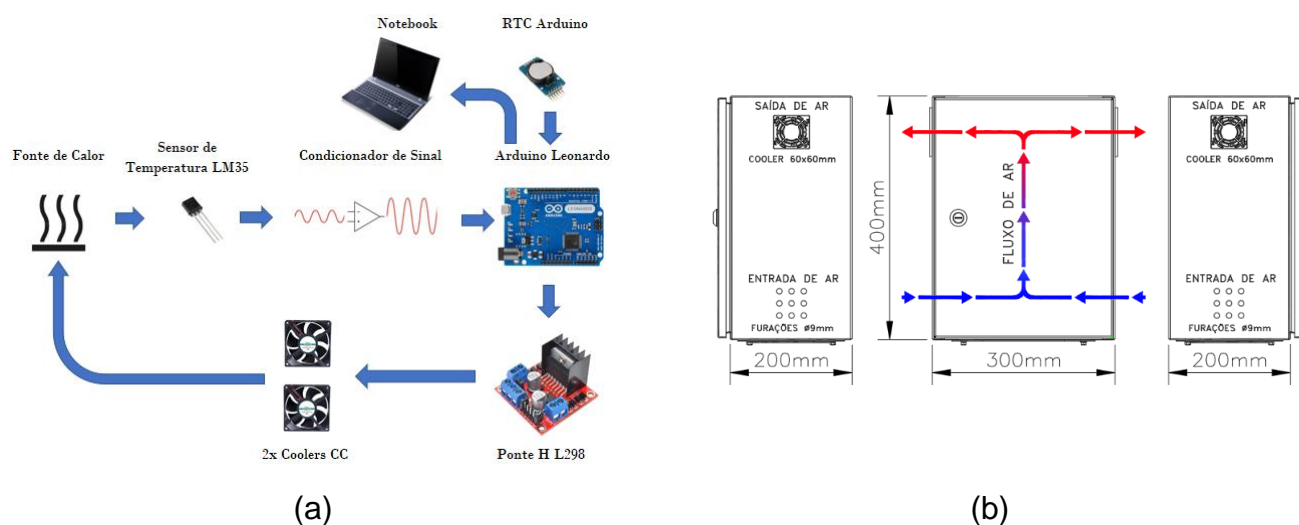 Notebook
RTC Arduino
Fonte de Calor
Sensor de
Temperatura LM35
Condicionador de Sinal
Arduino Leonardo
2x Coolers CC
Ponte H L298
(a)
SAÍDA DE AR
COOLER 60x60mm
ENTRADA DE AR
FURAÇÕES Ø9mm
200mm
400mm
FLUXO DE AR
300mm
SAÍDA DE AR
COOLER 60x60mm
ENTRADA DE AR
FURAÇÕES Ø9mm
200mm
(b)